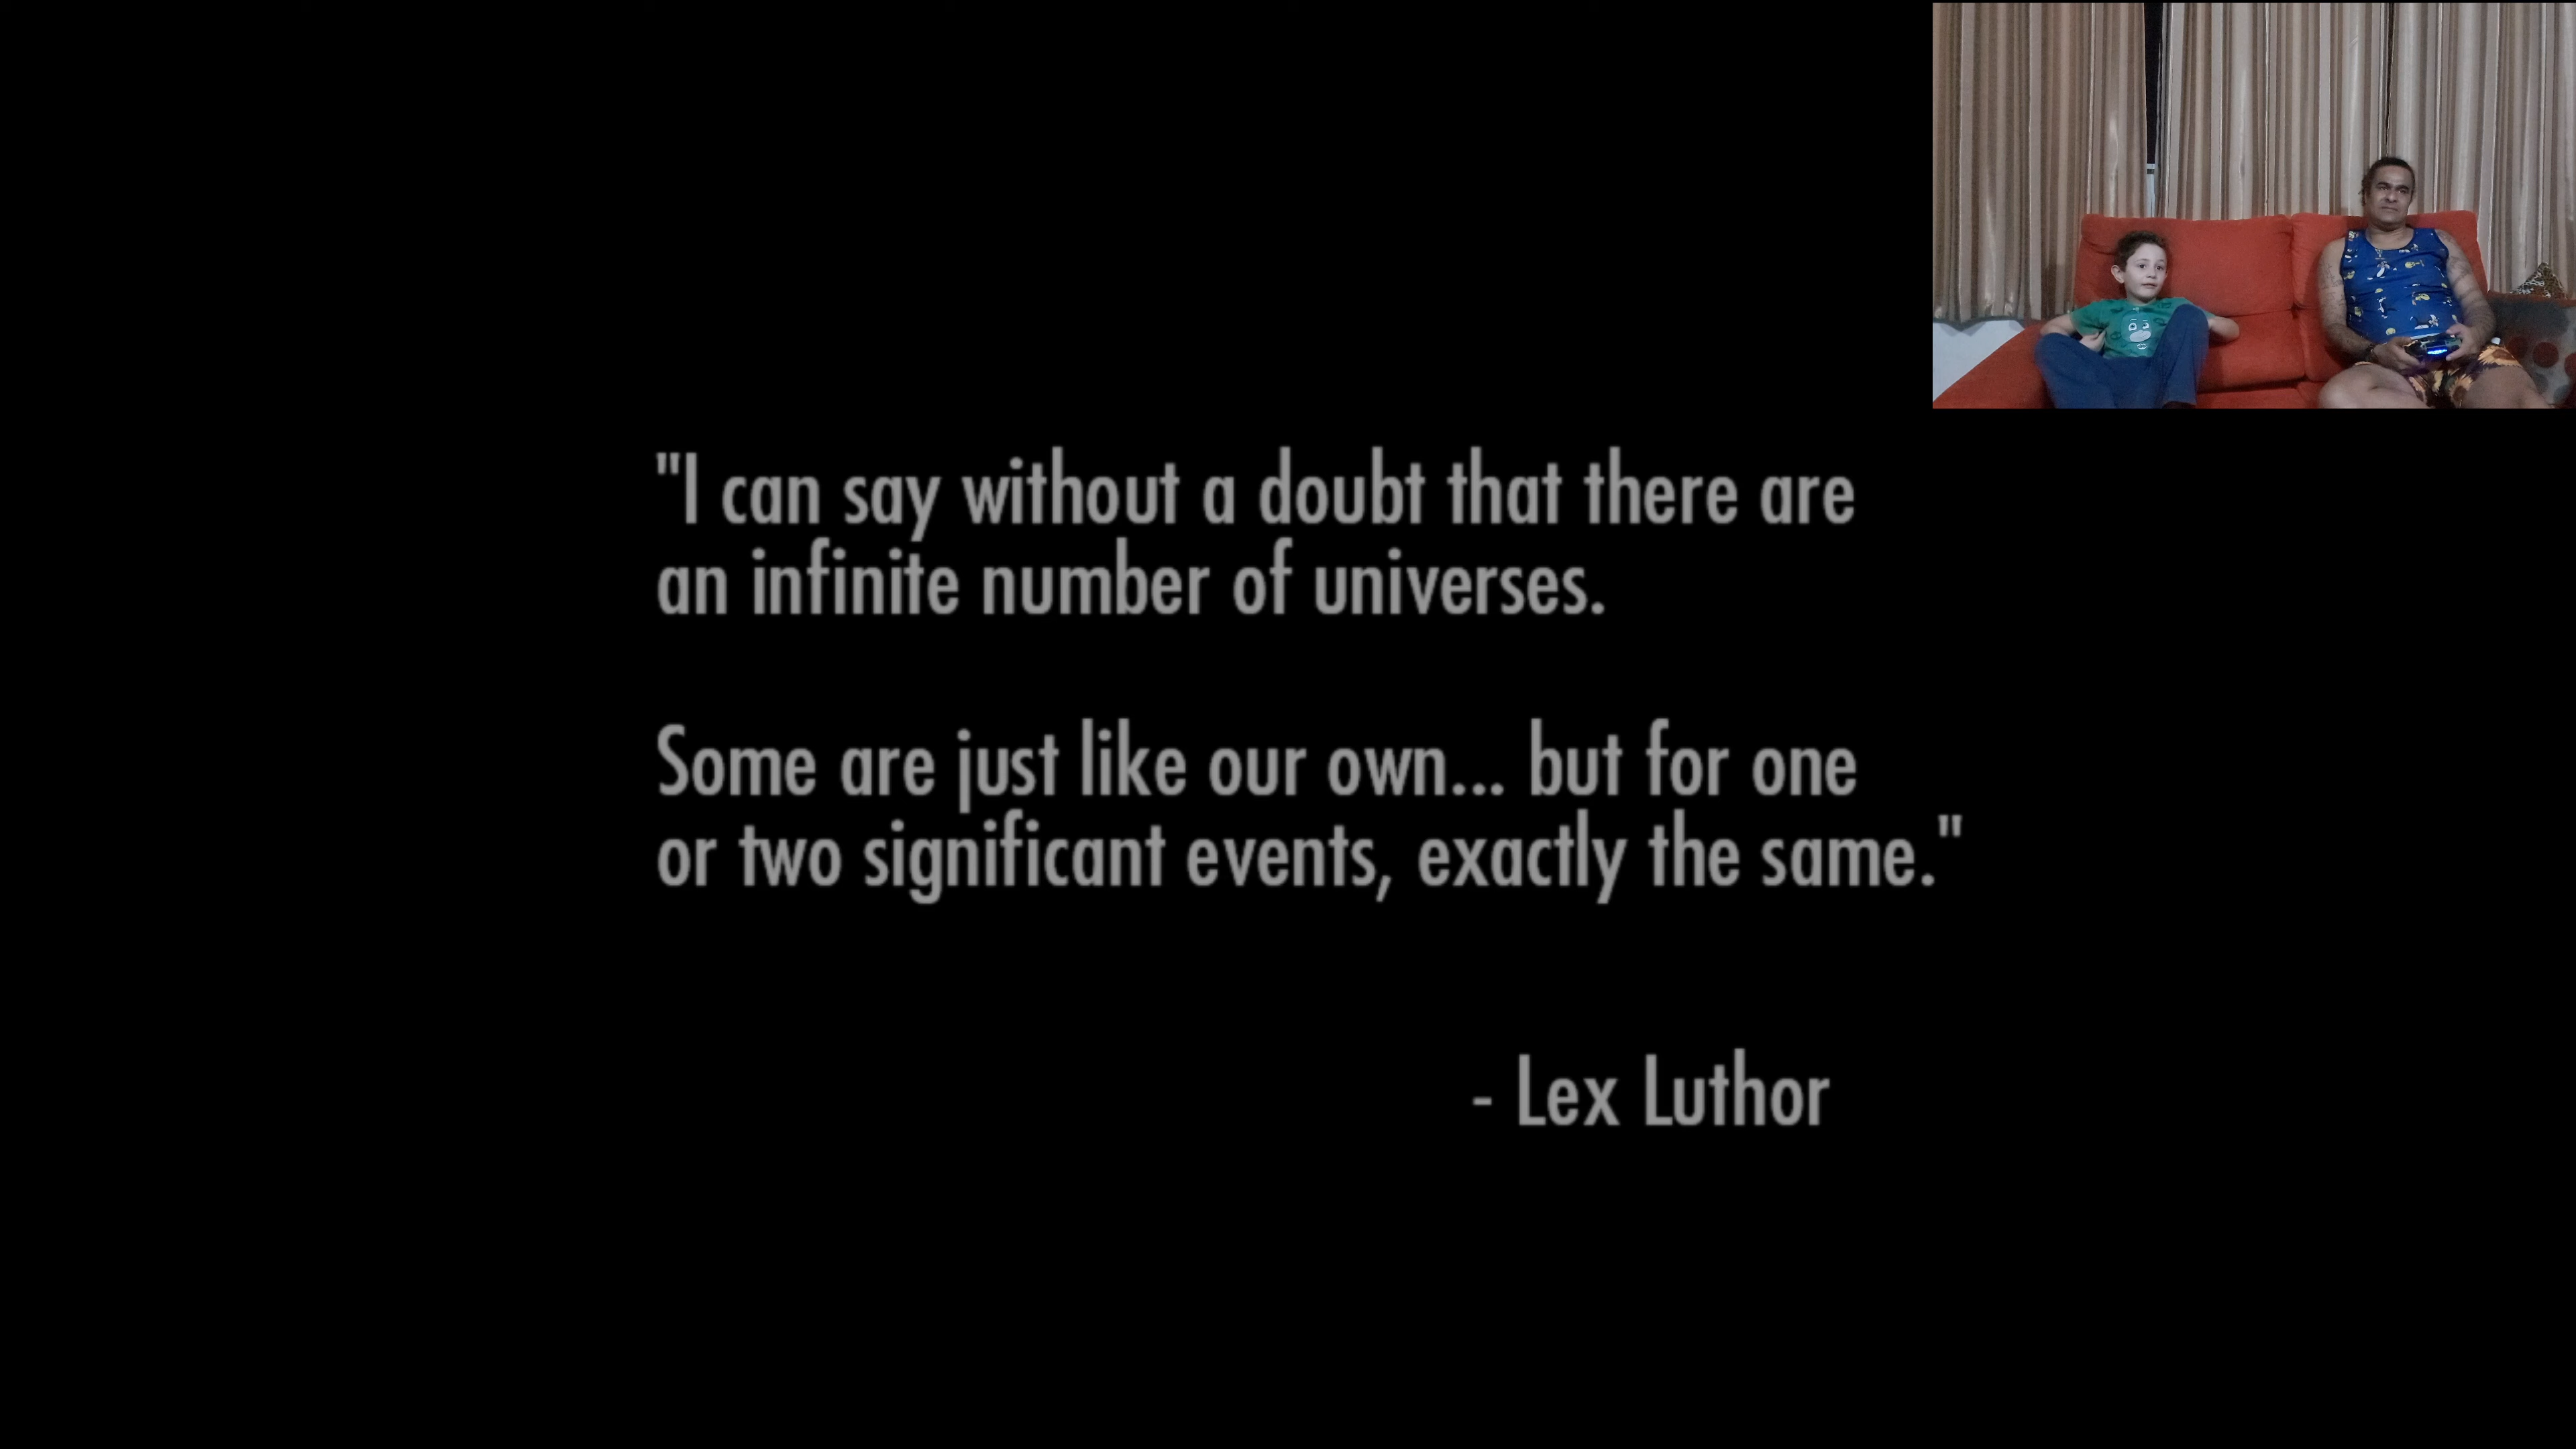 "I can say without a doubt that there are
an infinite number of universes.
Some are just like our own... but for one
or two significant events, exactly the same."
- Lex Luthor